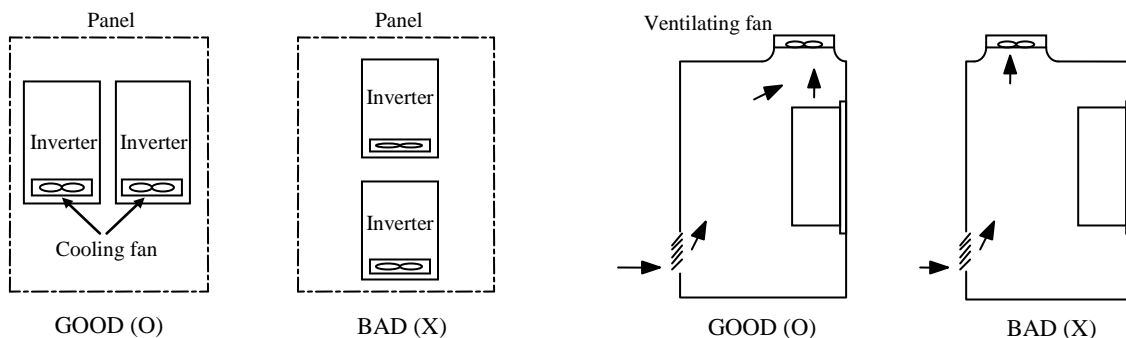 Panel
Inverter Inverter
Cooling fan
GOOD (O)
Panel
Inverter
Inverter
BAD (X)
Ventilating fan
GOOD (O)
BAD (X)